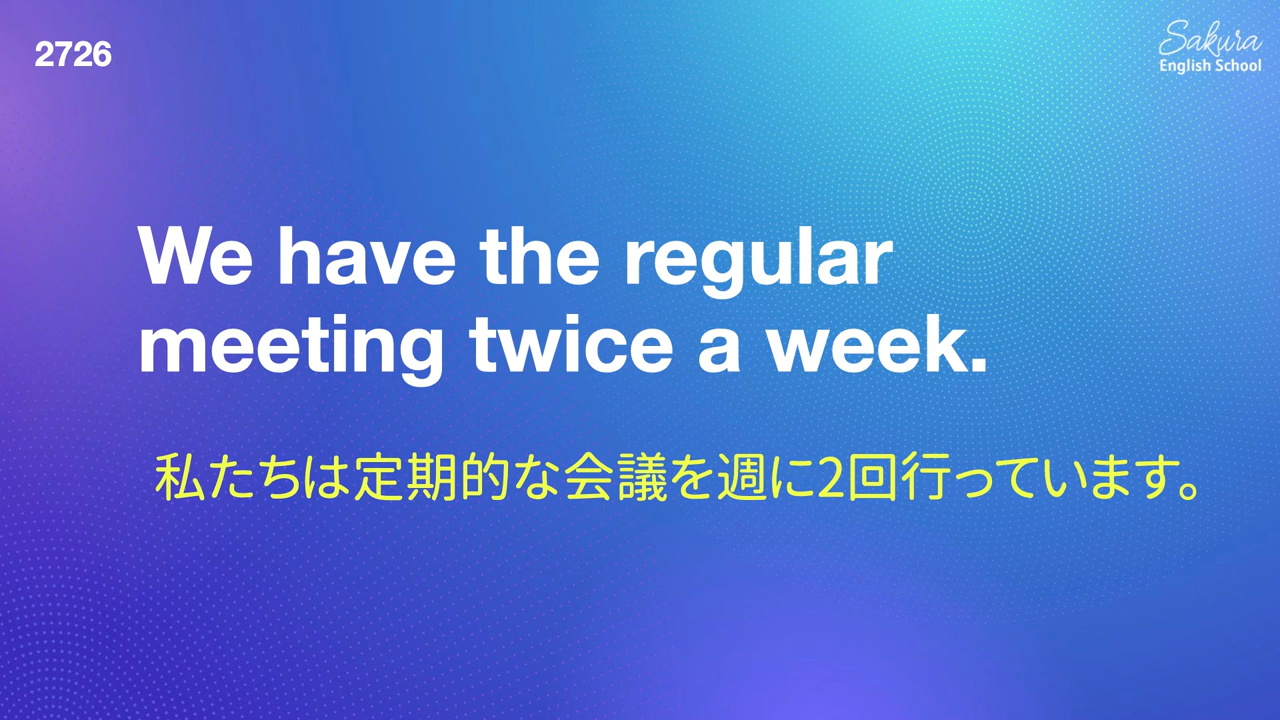 2726
Sakura
English School
We have the regular
meeting twice a week.
私たちは定期的な会議を週に2回行っています。